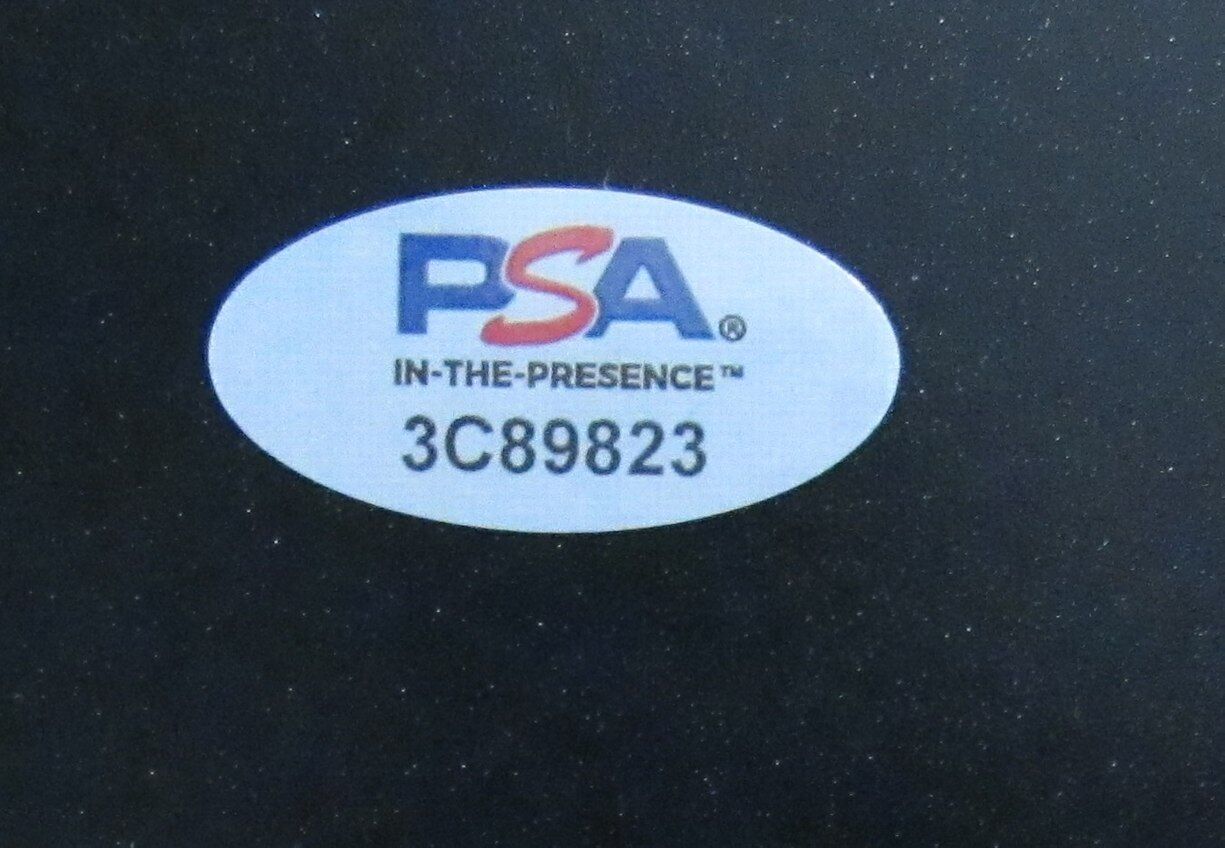 PSA®
IN-THE-PRESENCE™
3C89823